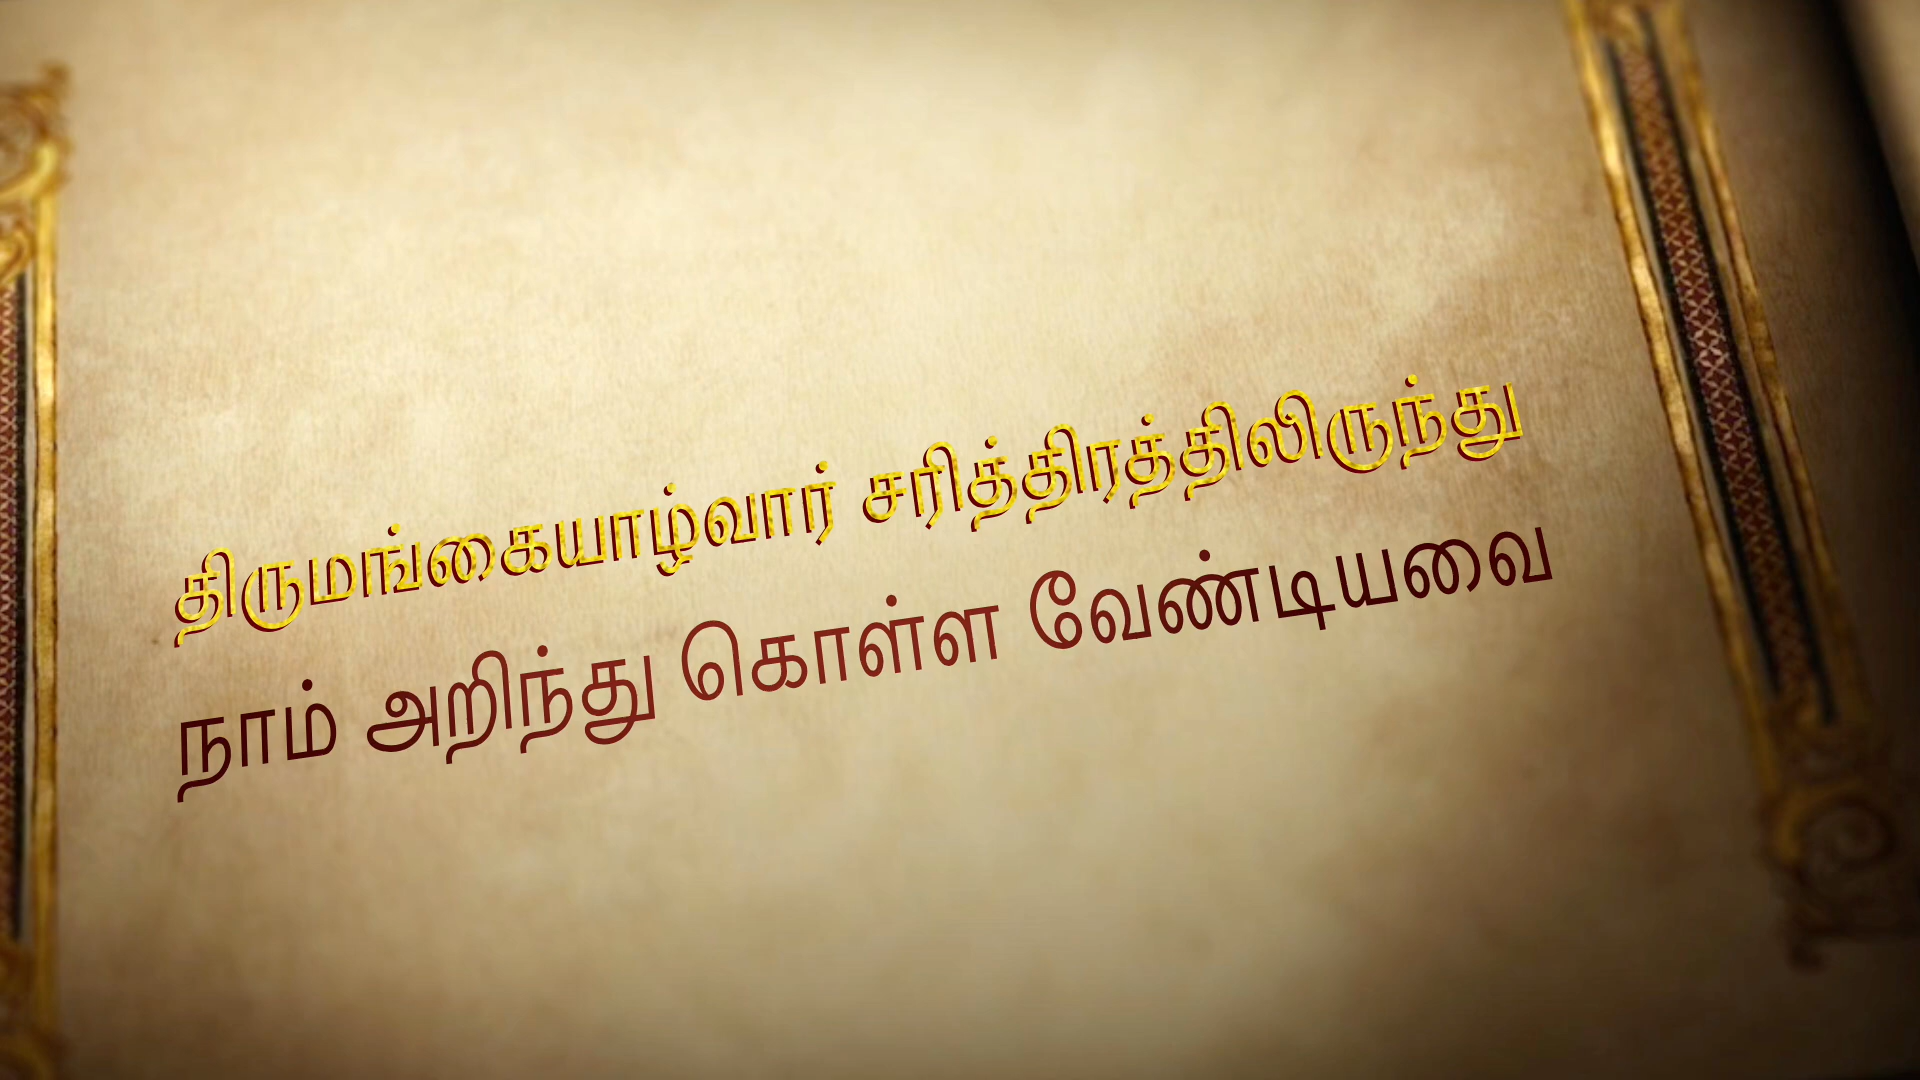 திருமங்கையாழ்வார் சரித்திரத்திலிருந்து
நாம் அறிந்து கொள்ள வேண்டியவை